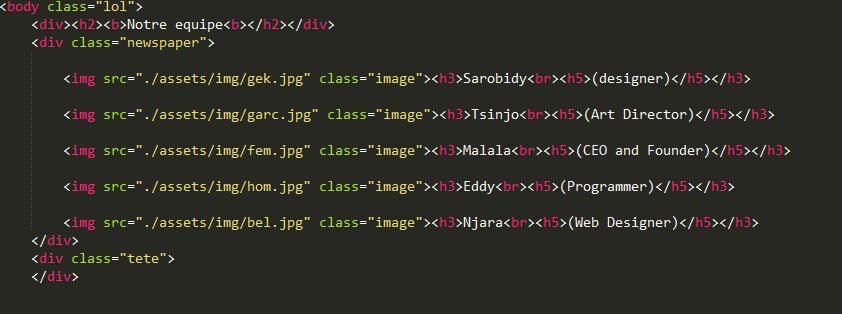 <body class="lol">
<div><h2><b>Notre equipe<b></h2></div>
<div class="newspaper">
<img src="./assets/img/gek.jpg" class="image"><h3>Sarobidy<br><h5>(designer)</h5></h3>
<img src="./assets/img/garc.jpg" class="image"><h3>Tsinjo<br><h5>(Art Director)</h5></h3>
<img src="./assets/img/fem.jpg" class="image"><h3>Malala<br><h5>(CEO and Founder)</h5></h3>
<img src="./assets/img/hom.jpg" class="image"><h3>Eddy<br><h5>(Programmer)</h5></h3>
<img src="./assets/img/bel.jpg" class="image"><h3>Njara<br><h5>(Web Designer)</h5></h3>
</div>
<div class="tete">
</div>